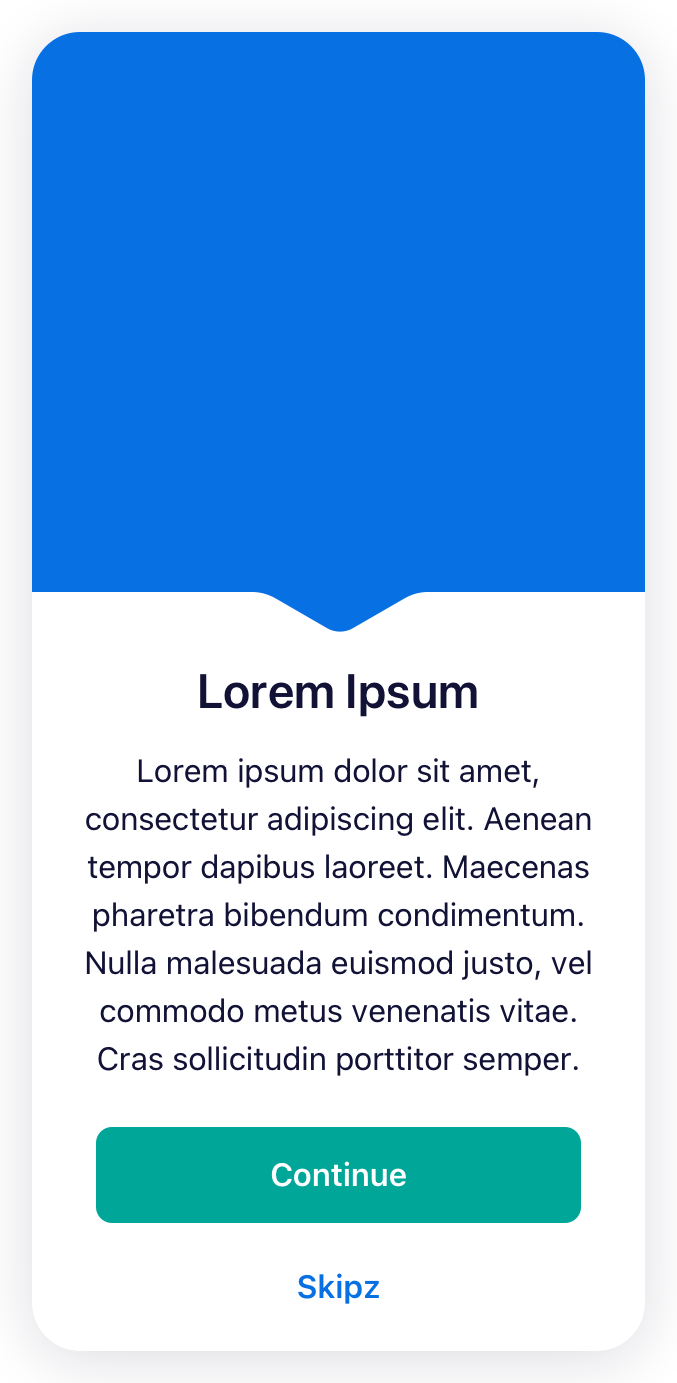 Lorem Ipsum
Lorem ipsum dolor sit amet,
consectetur adipiscing elit. Aenean
tempor dapibus laoreet. Maecenas
pharetra bibendum condimentum.
Nulla malesuada euismod justo, vel
commodo metus venenatis vitae.
Cras sollicitudin porttitor semper.
Continue
Skipz